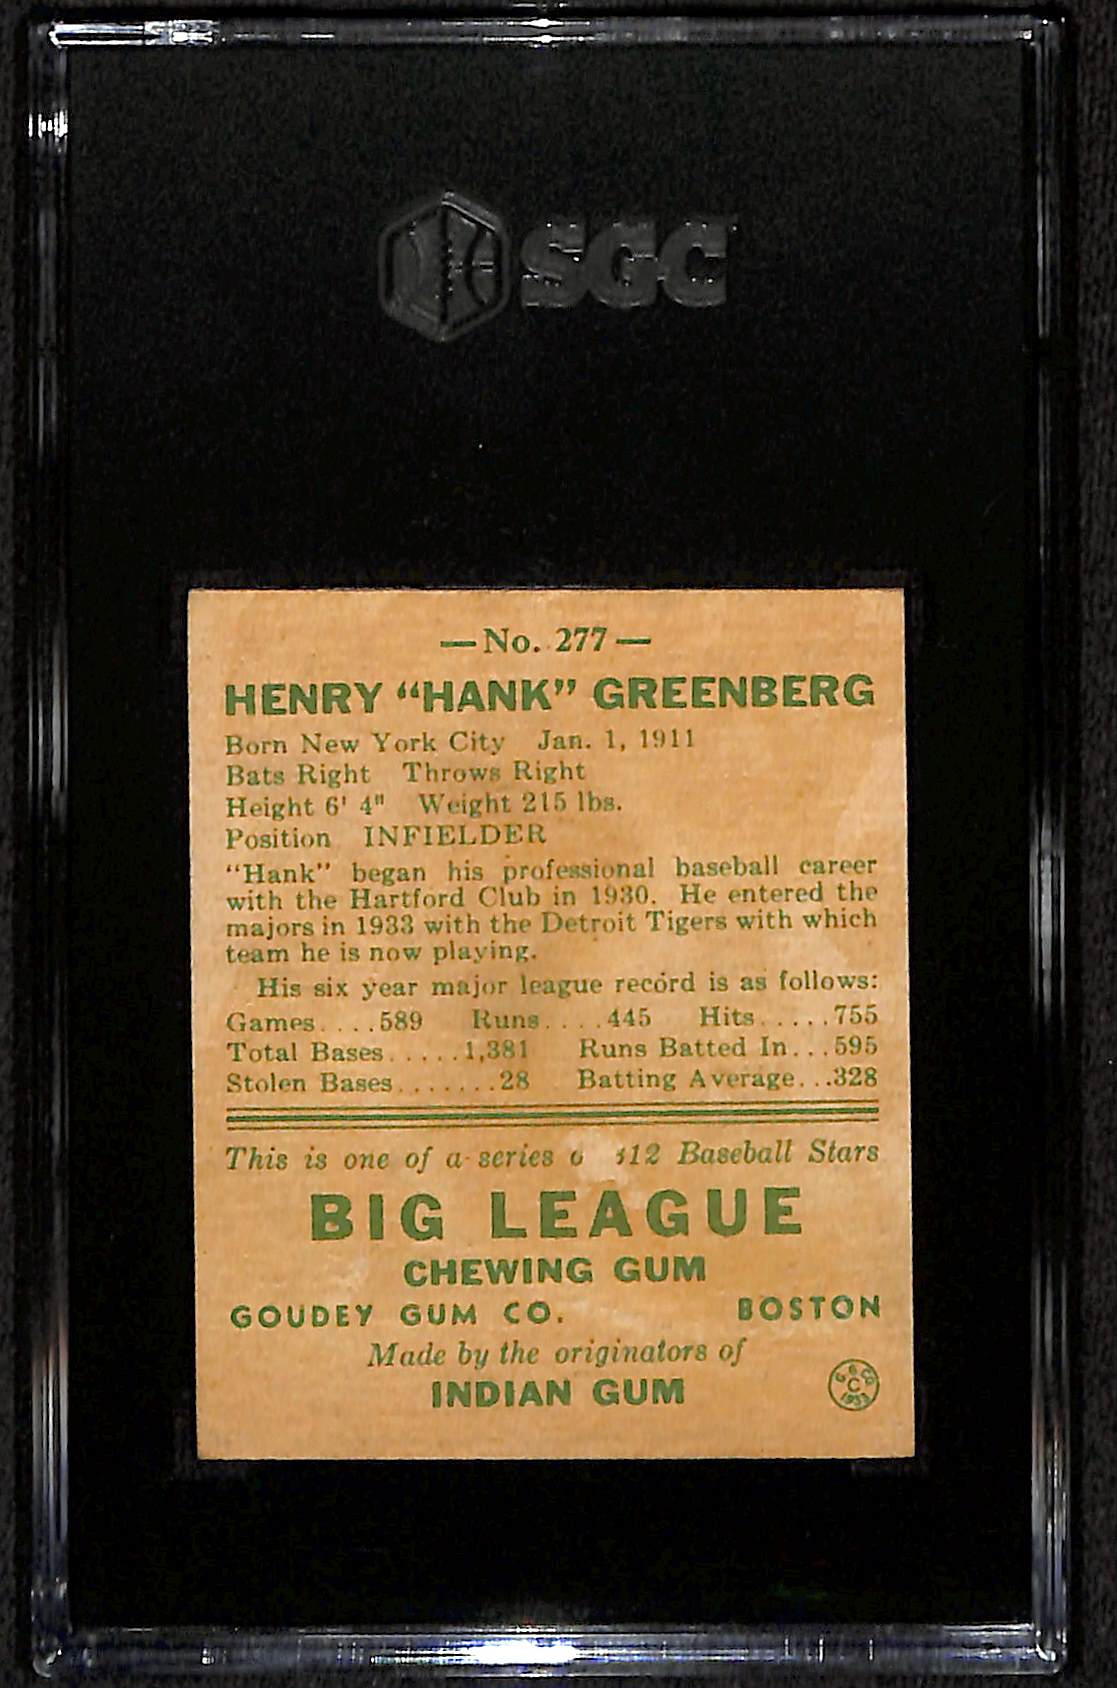 SGC
—No. 277—
HENRY “HANK” GREENBERG
Born New York City Jan. 1, 1911
Bats Right Throws Right
Height 6' 4" Weight 215 lbs.
Position INFIELDER
“Hank” began his professional baseball career
with the Hartford Club in 1930. He entered the
majors in 1933 with the Detroit Tigers with which
team he is now playing.
His six year major league record is as follows:
Games....589 Runs....445 Hits.....755
Total Bases.....1,381 Runs Batted In...595
Stolen Bases.......28 Batting Average...328
This is one of a series 12 Baseball Stars
BIG LEAGUE
CHEWING GUM
GOUDEY GUM CO. BOSTON
Made by the originators of
INDIAN GUM
C